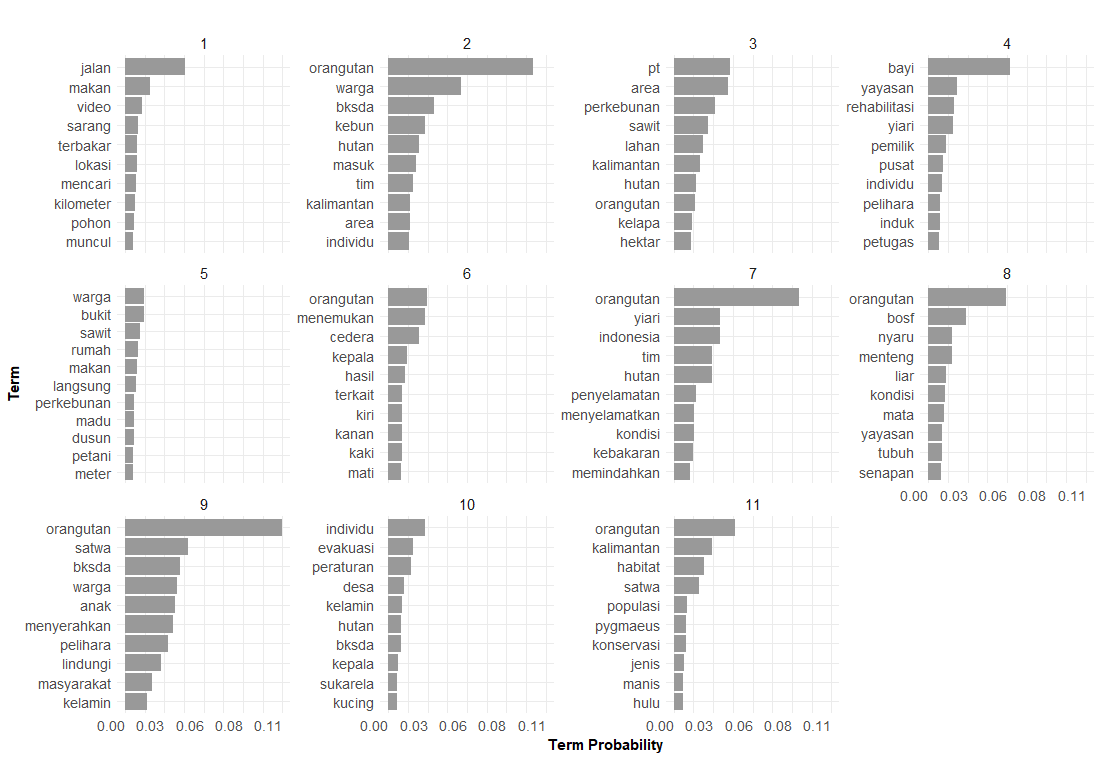 1
jalan
makan
video
sarang
terbakar
lokasi
mencari
kilometer
pohon
muncul
2
orangutan
warga
bksda
kebun
hutan
masuk
tim
kalimantan
area
individu
3
pt
area
perkebunan
sawit
lahan
kalimantan
hutan
orangutan
kelapa
hektar
4
bayi
yayasan
rehabilitasi
yiari
pemilik
pusat
individu
pelihara
induk
petugas
Term
5
warga
bukit
sawit
rumah
makan
langsung
perkebunan
madu
dusun
petani
meter
6
orangutan
menemukan
cedera
kepala
hasil
terkait
kiri
kanan
kaki
mati
7
orangutan
yiari
indonesia
tim
hutan
penyelamatan
menyelamatkan
kondisi
kebakaran
memindahkan
8
orangutan
bosf
nyaru
menteng
liar
kondisi
mata
yayasan
tubuh
senapan
0.00 0.03 0.06 0.08 0.11
9
orangutan
satwa
bksda
warga
anak
menyerahkan
pelihara
lindungi
masyarakat
kelamin
0.00 0.03 0.06 0.08 0.11
10
individu
evakuasi
peraturan
desa
kelamin
hutan
bksda
kepala
sukarela
kucing
0.00 0.03 0.06 0.08 0.11
11
orangutan
kalimantan
habitat
satwa
populasi
pygmaeus
konservasi
jenis
manis
hulu
0.00 0.03 0.06 0.08 0.11
Term Probability